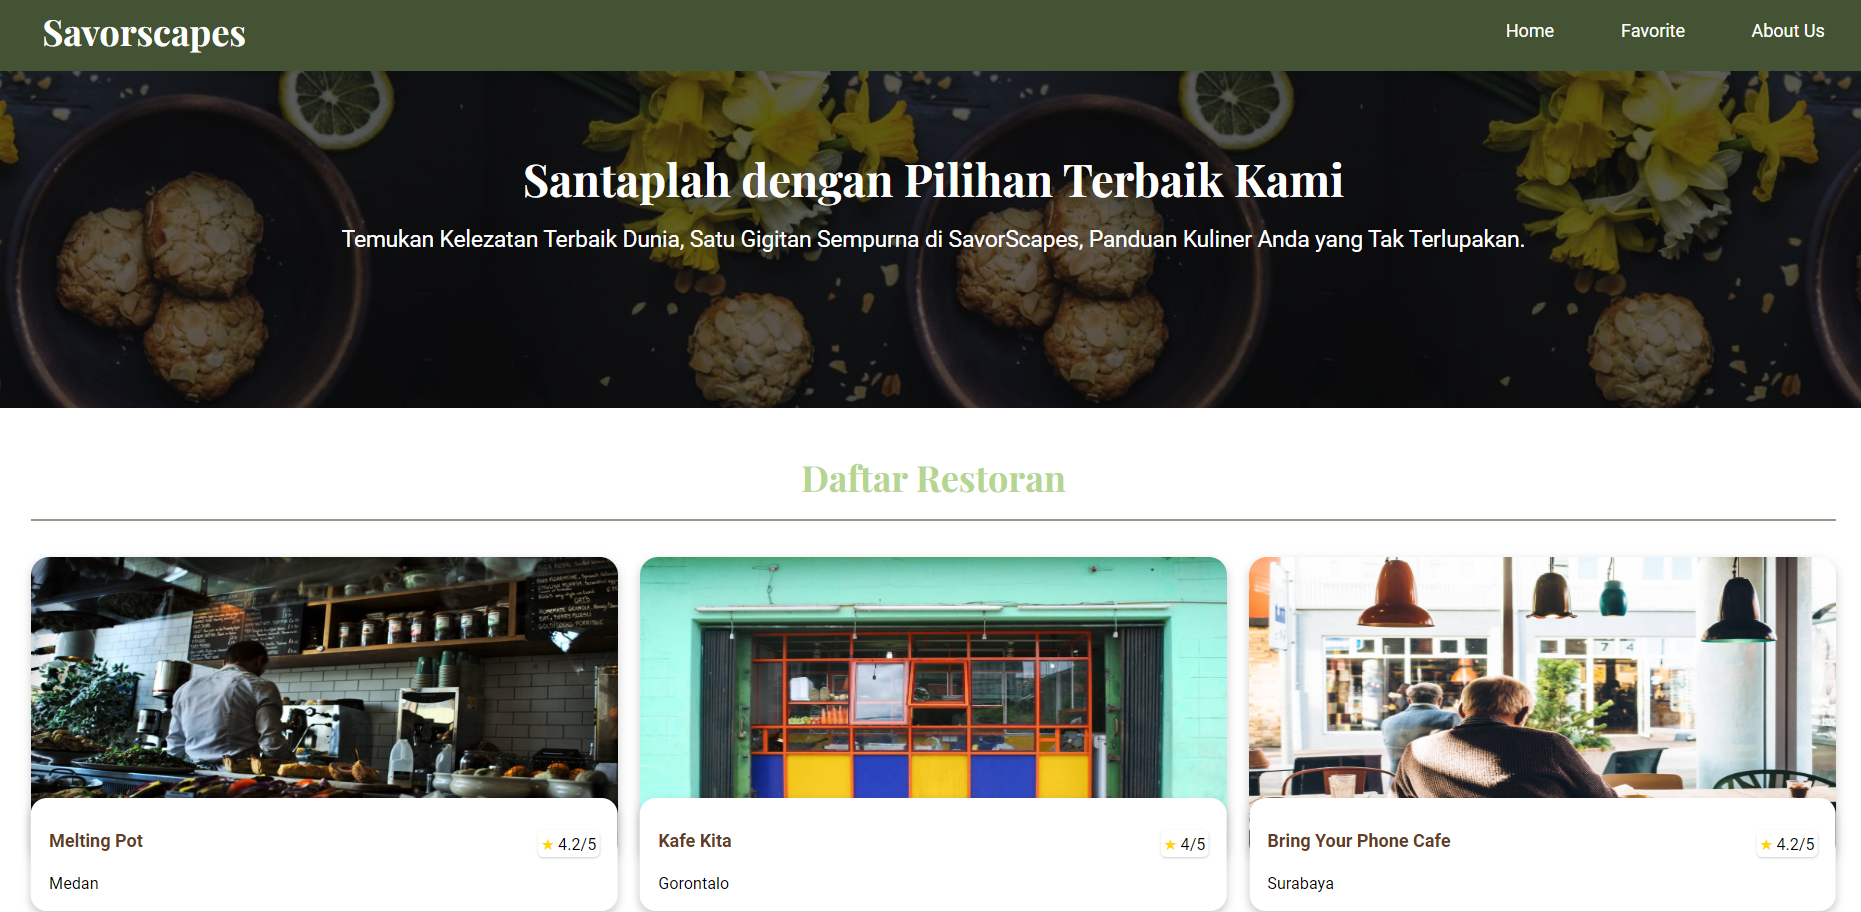 Savorscapes
Home Favorite About Us
Santaplah dengan Pilihan Terbaik Kami
Temukan Kelezatan Terbaik Dunia, Satu Gigitan Sempurna di SavorScapes, Panduan Kuliner Anda yang Tak Terlupakan.
Daftar Restoran
7 4
Melting Pot
★ 4.2/5
Medan
Kafe Kita
★ 4/5
Gorontalo
Bring Your Phone Cafe
★ 4.2/5
Surabaya